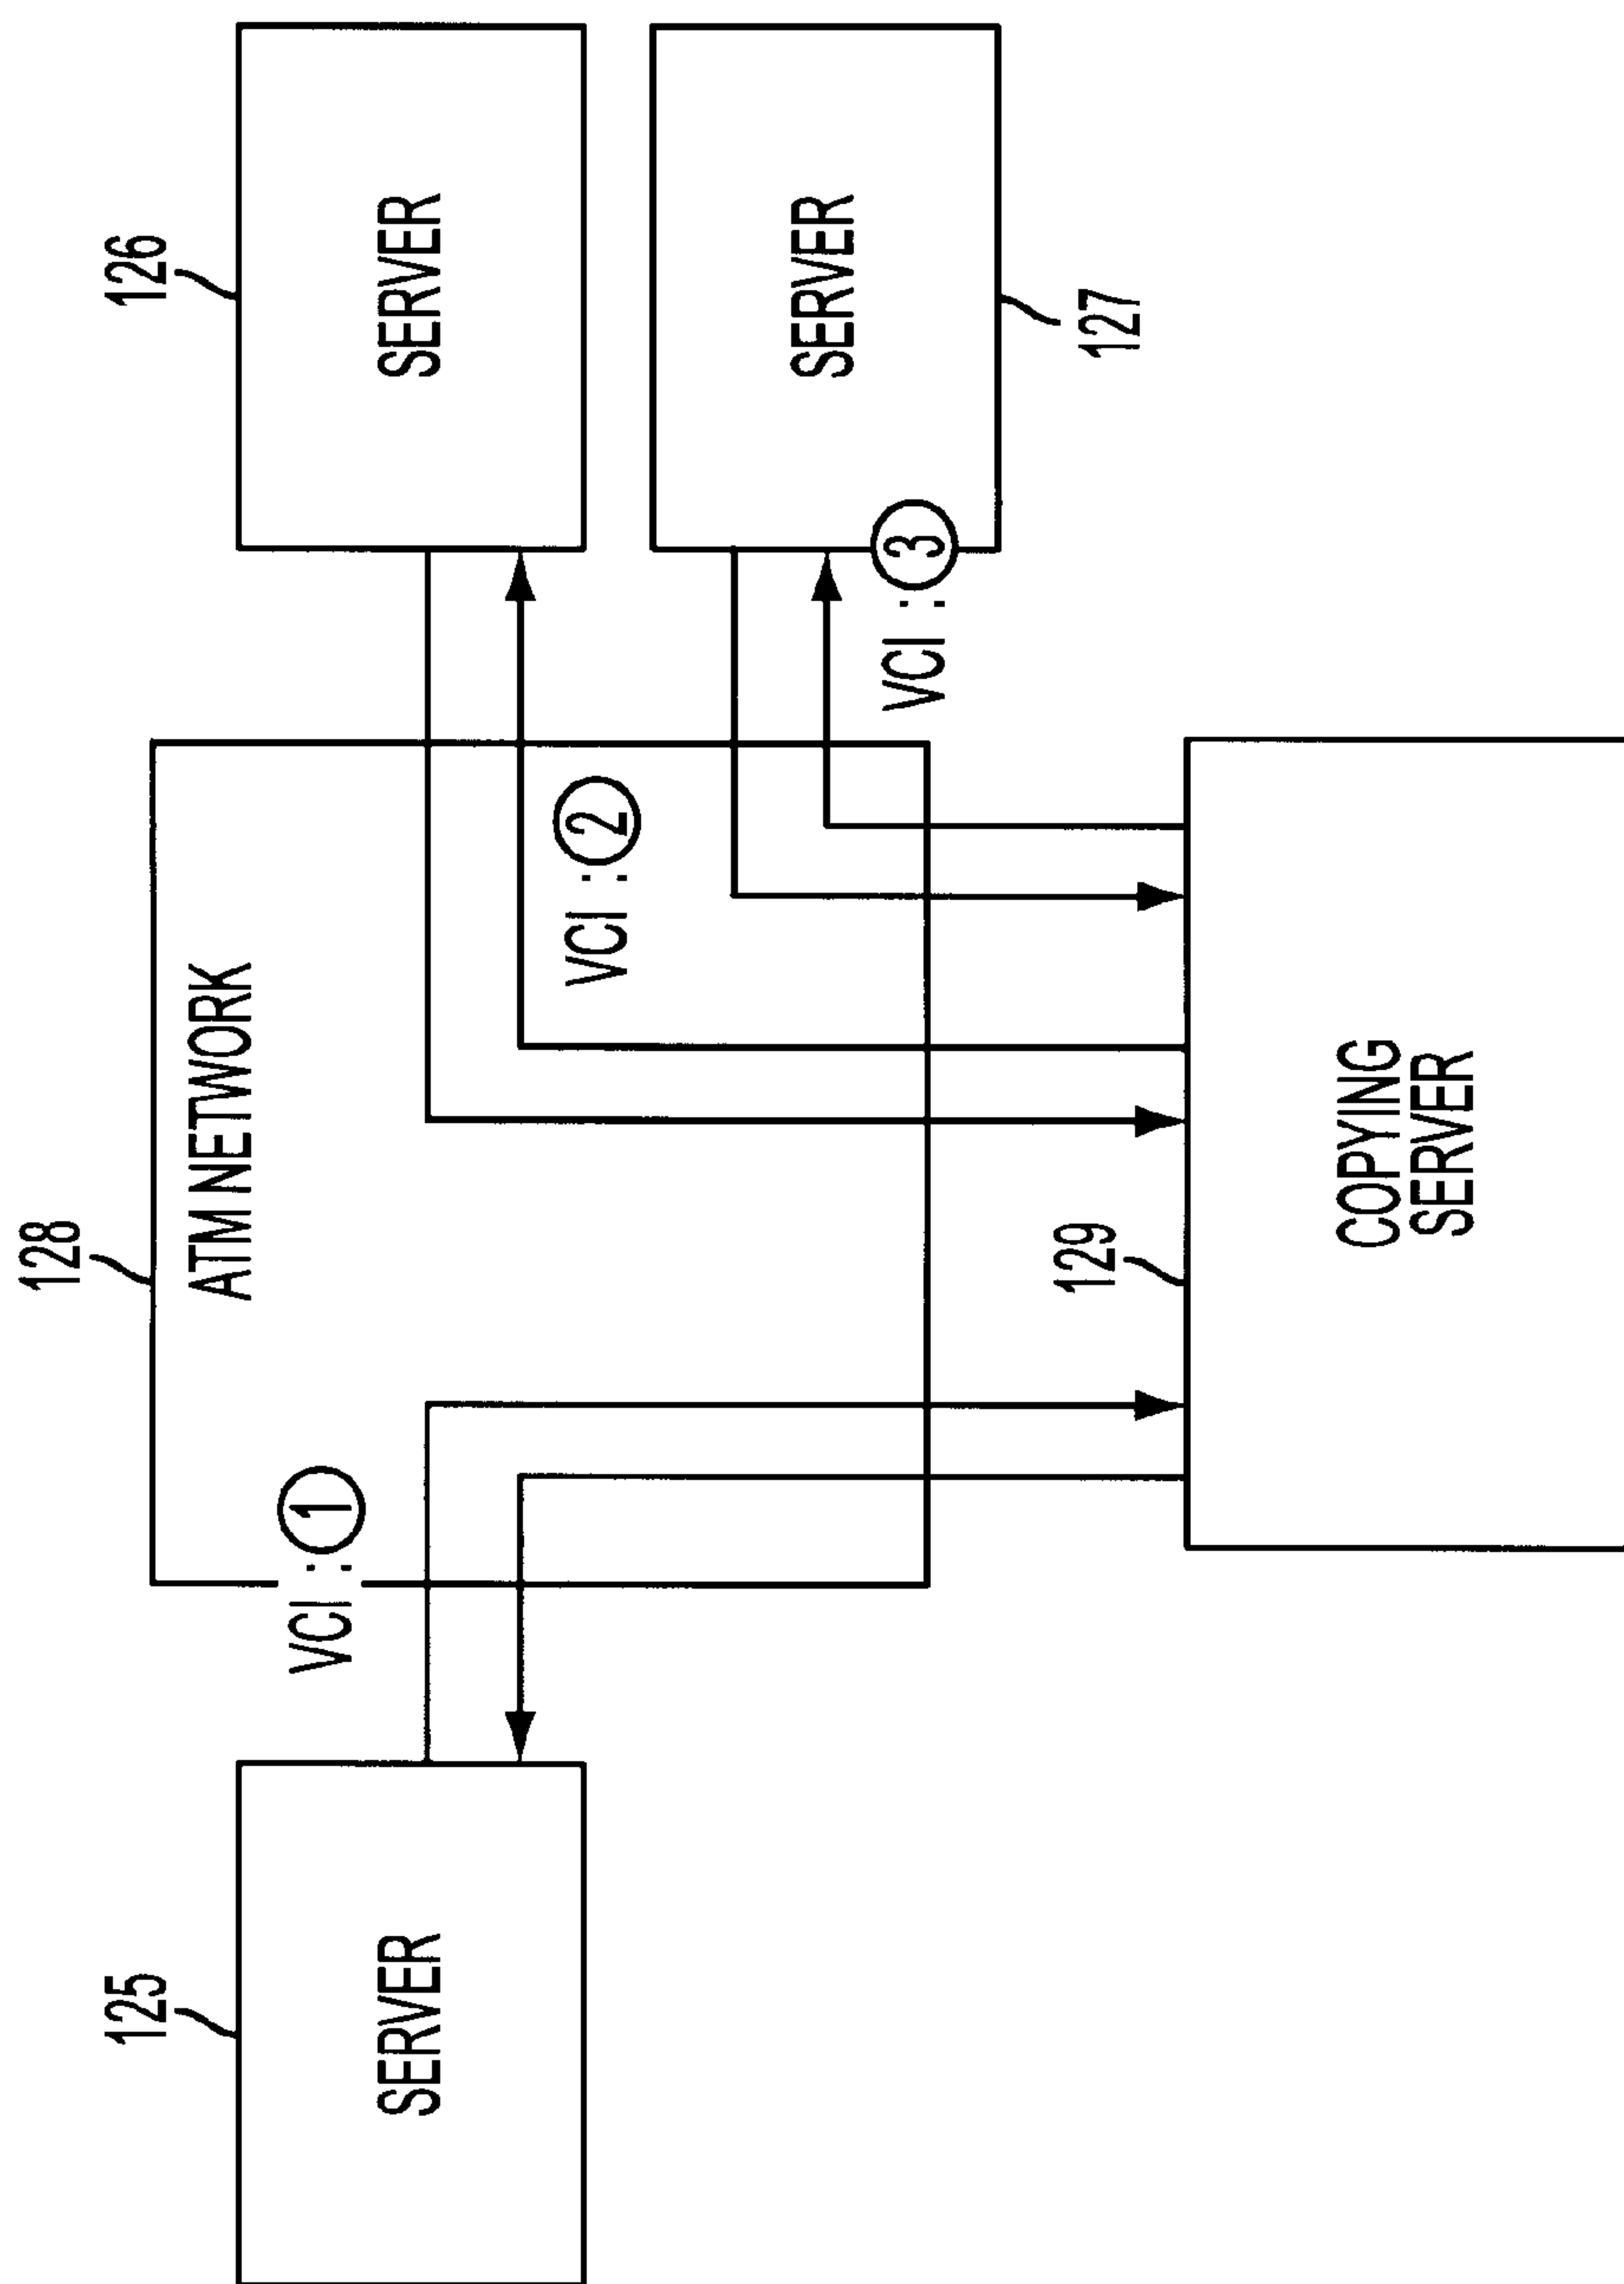 128
ATM NETWORK
125
SERVER
VCI : ①
126
SERVER
VCI : ②
SERVER
127
VCI : ③
129
COPYING
SERVER